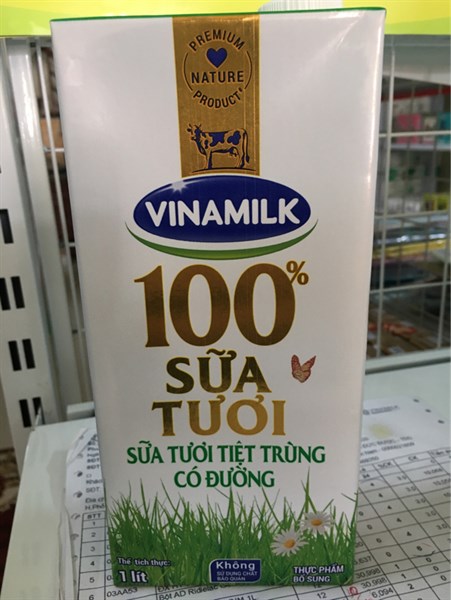 PREMIUM
NATURE
PRODUCT
VINAMILK
100%
SỮA
TƯƠI
SỮA TƯƠI TIỆT TRÙNG
CÓ ĐƯỜNG
Thể tích thực:
1 lít
Không
SỬ DỤNG CHẤT
BẢO QUẢN
THỰC PHẨM
BỔ SUNG